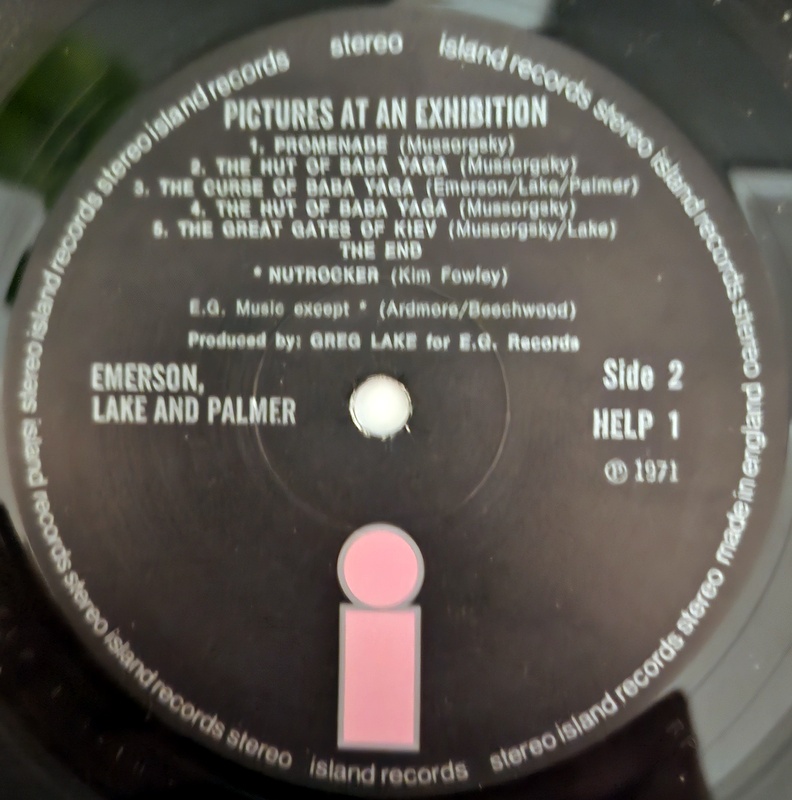 stereo island records stereo island records stereo made in england stereo island records stereo island records stereo island records stereo island records stereo island records
PICTURES AT AN EXHIBITION
1. PROMENADE (Mussorgsky)
2. THE HUT OF BABA YAGA (Mussorgsky)
3. THE CURSE OF BABA YAGA (Emerson/Lake/Palmer)
4. THE HUT OF BABA YAGA (Mussorgsky)
5. THE GREAT GATES OF KIEV (Mussorgsky/Lake)
THE END
* NUTROCKER (Kim Fowley)
E.G. Music except * (Ardmore/Beechwood)
Produced by: GREG LAKE for E.G. Records
EMERSON,
LAKE AND PALMER
Side 2
HELP 1
℗ 1971
i